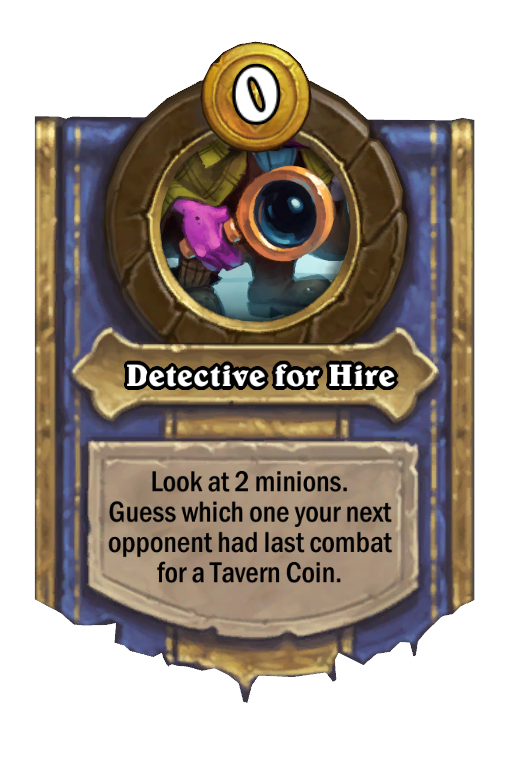 0
Detective for Hire
Look at 2 minions.
Guess which one your next
opponent had last combat
for a Tavern Coin.